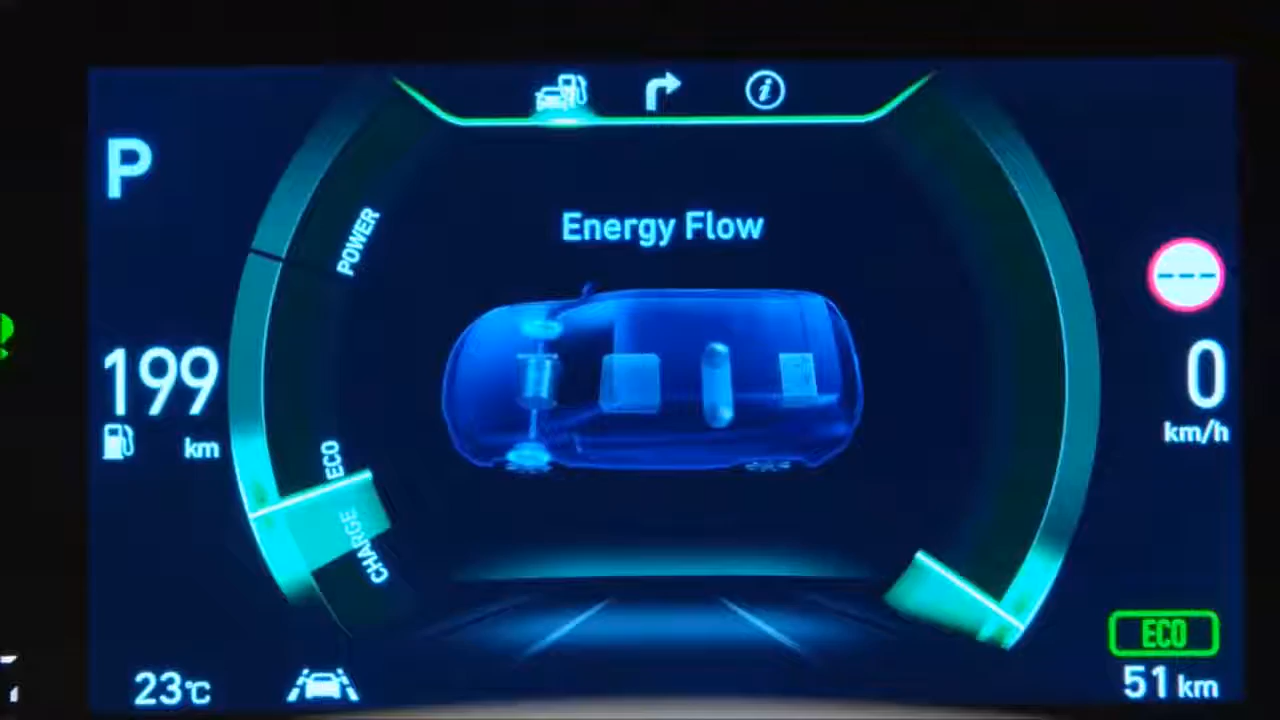 P
POWER
Energy Flow
199
km
ECO
CHARGE
0
km/h
ECO
23℃
51 km